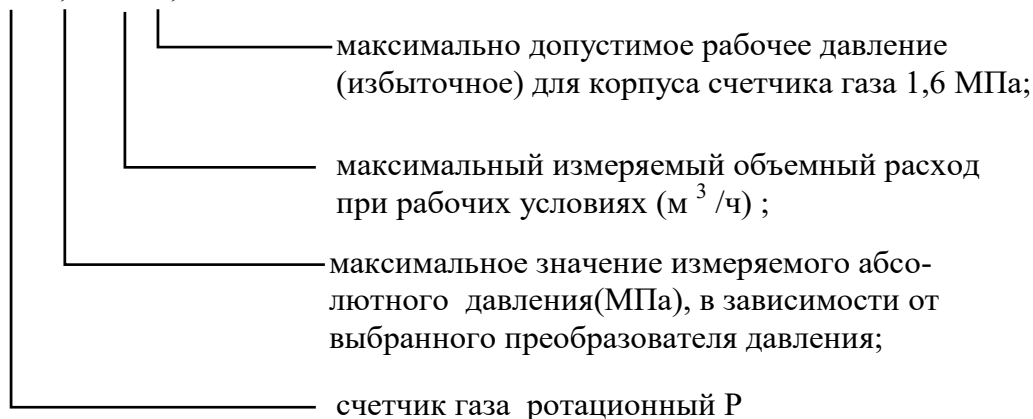 максимально допустимое рабочее давление
(избыточное) для корпуса счетчика газа 1,6 МПа;
максимальный измеряемый объемный расход
при рабочих условиях (м ³ /ч) ;
максимальное значение измеряемого абсо-
лютного давления(МПа), в зависимости от
выбранного преобразователя давления;
счетчик газа ротационный Р